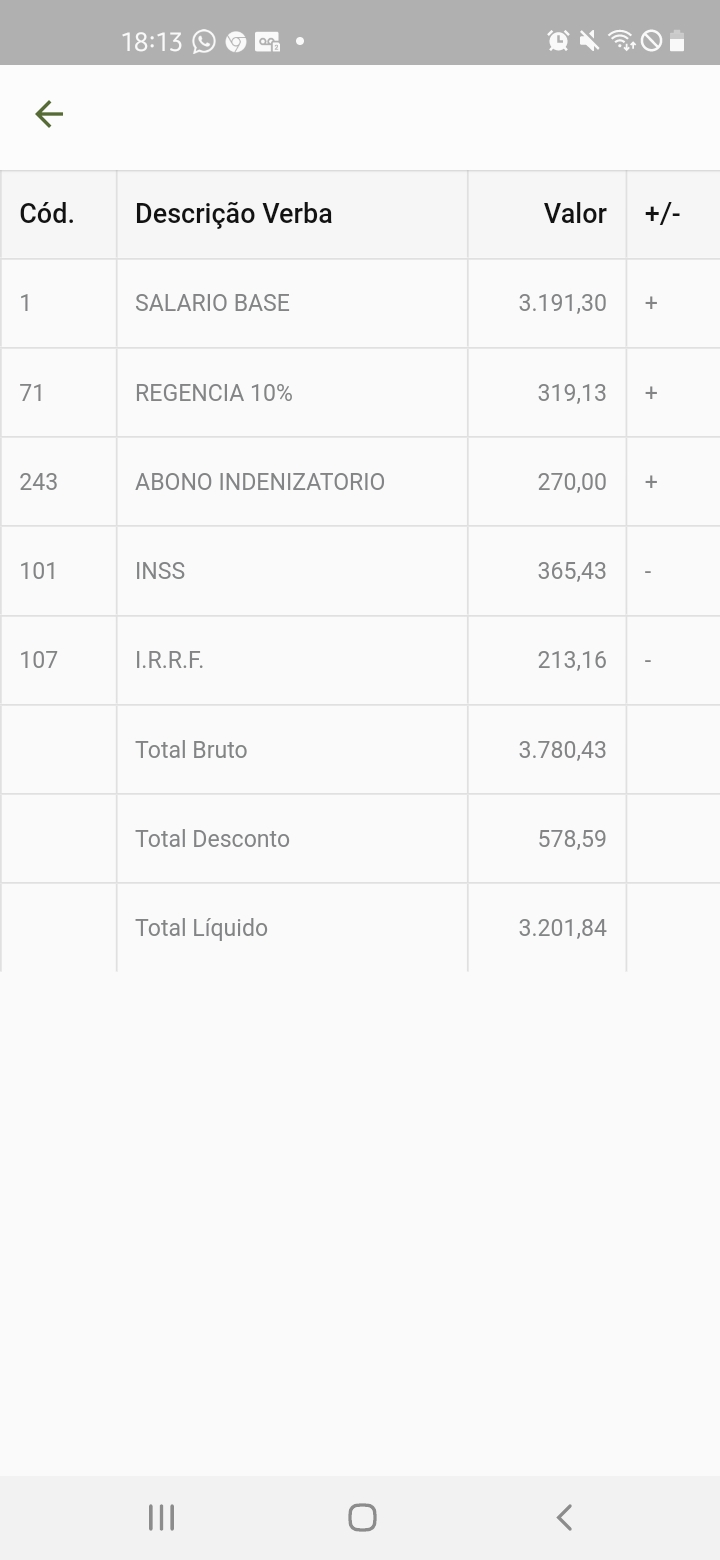 18:13
Cód. Descrição Verba Valor +/-
1 SALARIO BASE 3.191,30 +
71 REGENCIA 10% 319,13 +
243 ABONO INDENIZATORIO 270,00 +
101 INSS 365,43 -
107 I.R.R.F. 213,16 -
Total Bruto 3.780,43
Total Desconto 578,59
Total Líquido 3.201,84